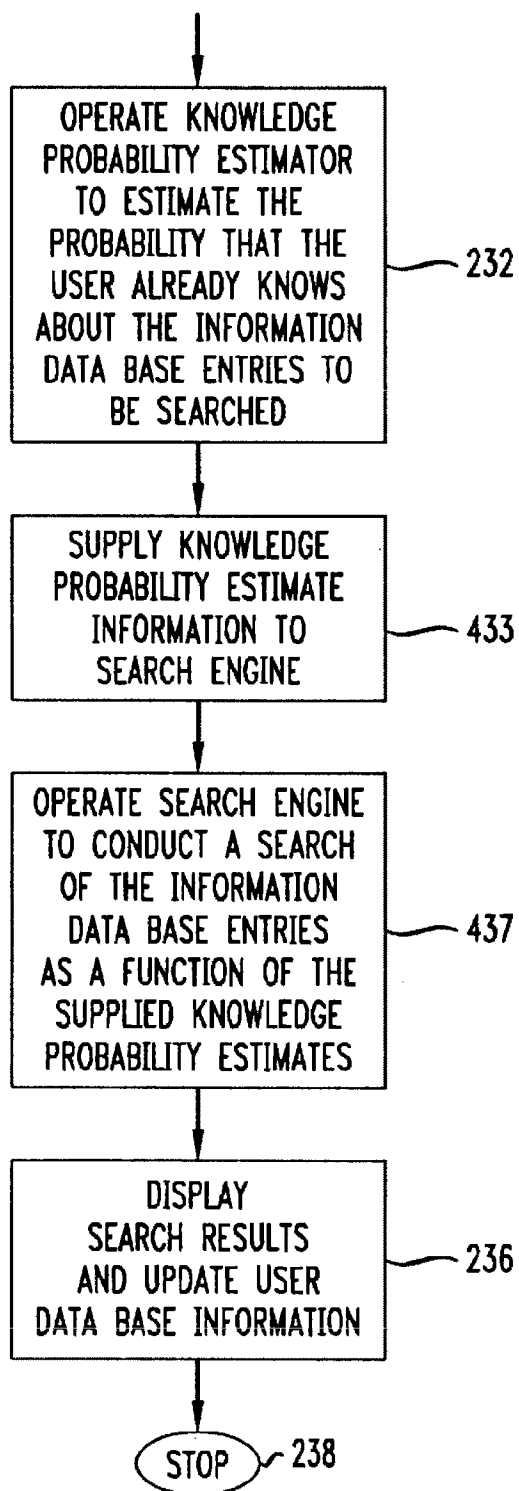 OPERATE KNOWLEDGE
PROBABILITY ESTIMATOR
TO ESTIMATE THE
PROBABILITY THAT THE
USER ALREADY KNOWS
ABOUT THE INFORMATION
DATA BASE ENTRIES TO
BE SEARCHED
232
SUPPLY KNOWLEDGE
PROBABILITY ESTIMATE
INFORMATION TO
SEARCH ENGINE
433
OPERATE SEARCH ENGINE
TO CONDUCT A SEARCH
OF THE INFORMATION
DATA BASE ENTRIES
AS A FUNCTION OF THE
SUPPLIED KNOWLEDGE
PROBABILITY ESTIMATES
437
DISPLAY
SEARCH RESULTS
AND UPDATE USER
DATA BASE INFORMATION
236
STOP
238